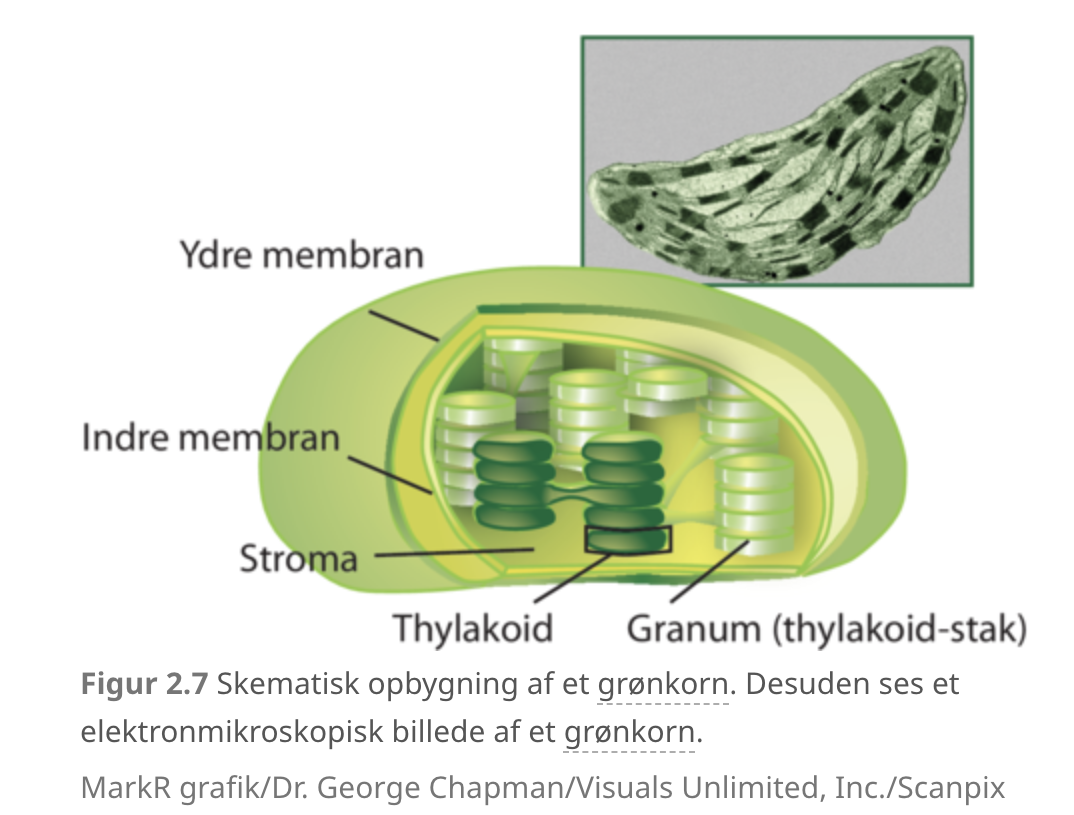 Ydre membran
Indre membran
Stroma
Thylakoid
Granum (thylakoid-stak)
Figur 2.7 Skematisk opbygning af et grønkorn. Desuden ses et
elektronmikroskopisk billede af et grønkorn.
MarkR grafik/Dr. George Chapman/Visuals Unlimited, Inc./Scanpix